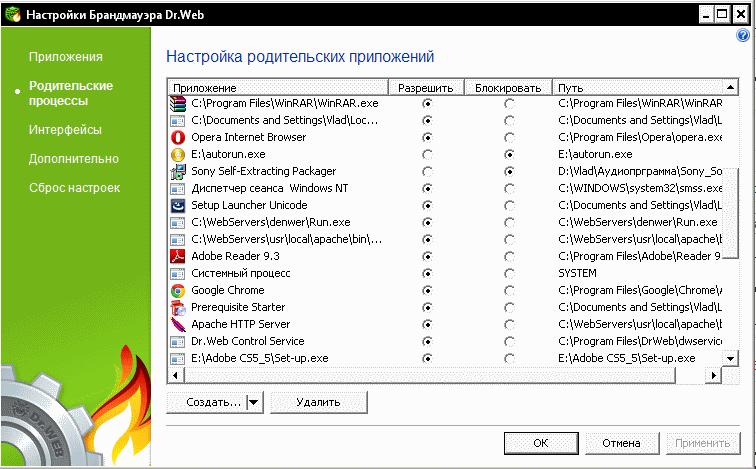 Настройки Брандмауэра Dr.Web
Приложения
Родительские
процессы
Интерфейсы
Дополнительно
Сброс настроек
Настройка родительских приложений
Приложение Разрешить Блокировать Путь
C:\Program Files\WinRAR\WinRAR.exe C:\Program Files\WinRAR\WinRAR
C:\Documents and Settings\Vlad\Loc... C:\Documents and Settings\Vlad\L
Opera Internet Browser C:\Program Files\Opera\opera.exe
E:\autorun.exe E:\autorun.exe
Sony Self-Extracting Packager D:\Vlad\Аудиопрграмма\Sony_So
Диспетчер сеанса Windows NT C:\WINDOWS\system32\smss.exe
Setup Launcher Unicode C:\Documents and Settings\Vlad\L
C:\WebServers\denwer\Run.exe C:\WebServers\denwer\Run.exe
C:\WebServers\usr\local\apache\bin\... C:\WebServers\usr\local\apache\b
Adobe Reader 9.3 C:\Program Files\Adobe\Reader 9
Системный процесс SYSTEM
Google Chrome C:\Program Files\Google\Chrome\A
Prerequisite Starter C:\Documents and Settings\Vlad\L
Apache HTTP Server C:\WebServers\usr\local\apache\b
Dr.Web Control Service C:\Program Files\DrWeb\dwservice
E:\Adobe CS5_5\Set-up.exe E:\Adobe CS5_5\Set-up.exe
Создать... Удалить
Dr.WEB
OK Отмена Применить